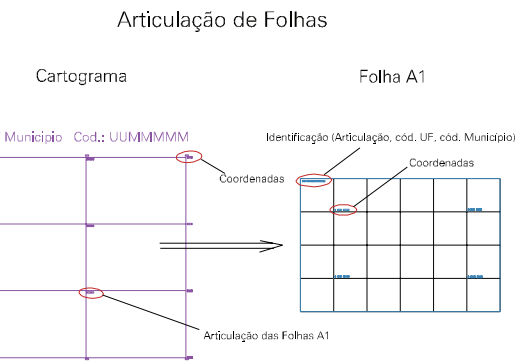 Articulação de Folhas
Cartograma
Folha A1
Municipio Cod.: UUMMMMM
Identificação (Articulação, cód. UF, cód. Município)
Coordenadas
Coordenadas
Articulação das Folhas A1